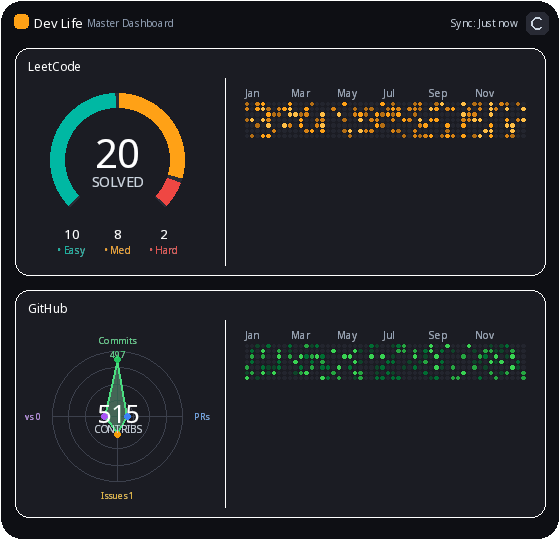 Dev Life Master Dashboard
Sync: Just now
LeetCode
Jan Mar May Jul Sep Nov
20
SOLVED
10 8 2
• Easy • Med • Hard
GitHub
Jan Mar May Jul Sep Nov
Commits
497
vs 0
515
PRs
CONTRIBS
Issues 1